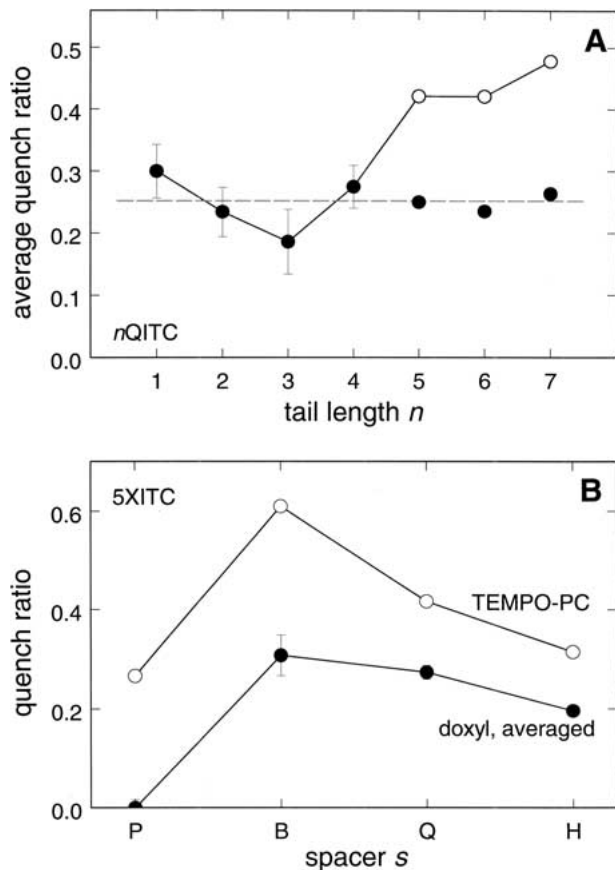 A
0.5
0.4
0.3
0.2
0.1
0.0
average quench ratio
nQITC
1 2 3 4 5 6 7
tail length n
B
5XITC
0.6
0.4
0.2
0.0
quench ratio
TEMPO-PC
doxyl, averaged
P B Q H
spacer s